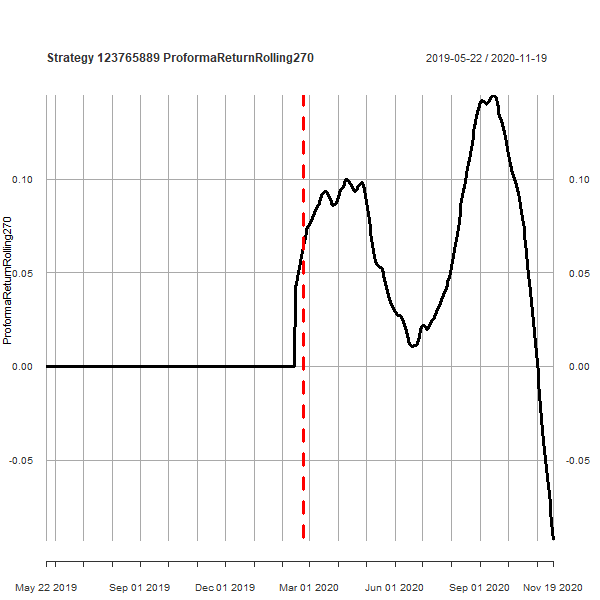 Strategy 123765889 ProformaReturnRolling270
2019-05-22 / 2020-11-19
ProformaReturnRolling270
0.10
0.10
0.05
0.05
0.00
0.00
-0.05
-0.05
May 22 2019
Sep 01 2019
Dec 01 2019
Mar 01 2020
Jun 01 2020
Sep 01 2020
Nov 19 2020